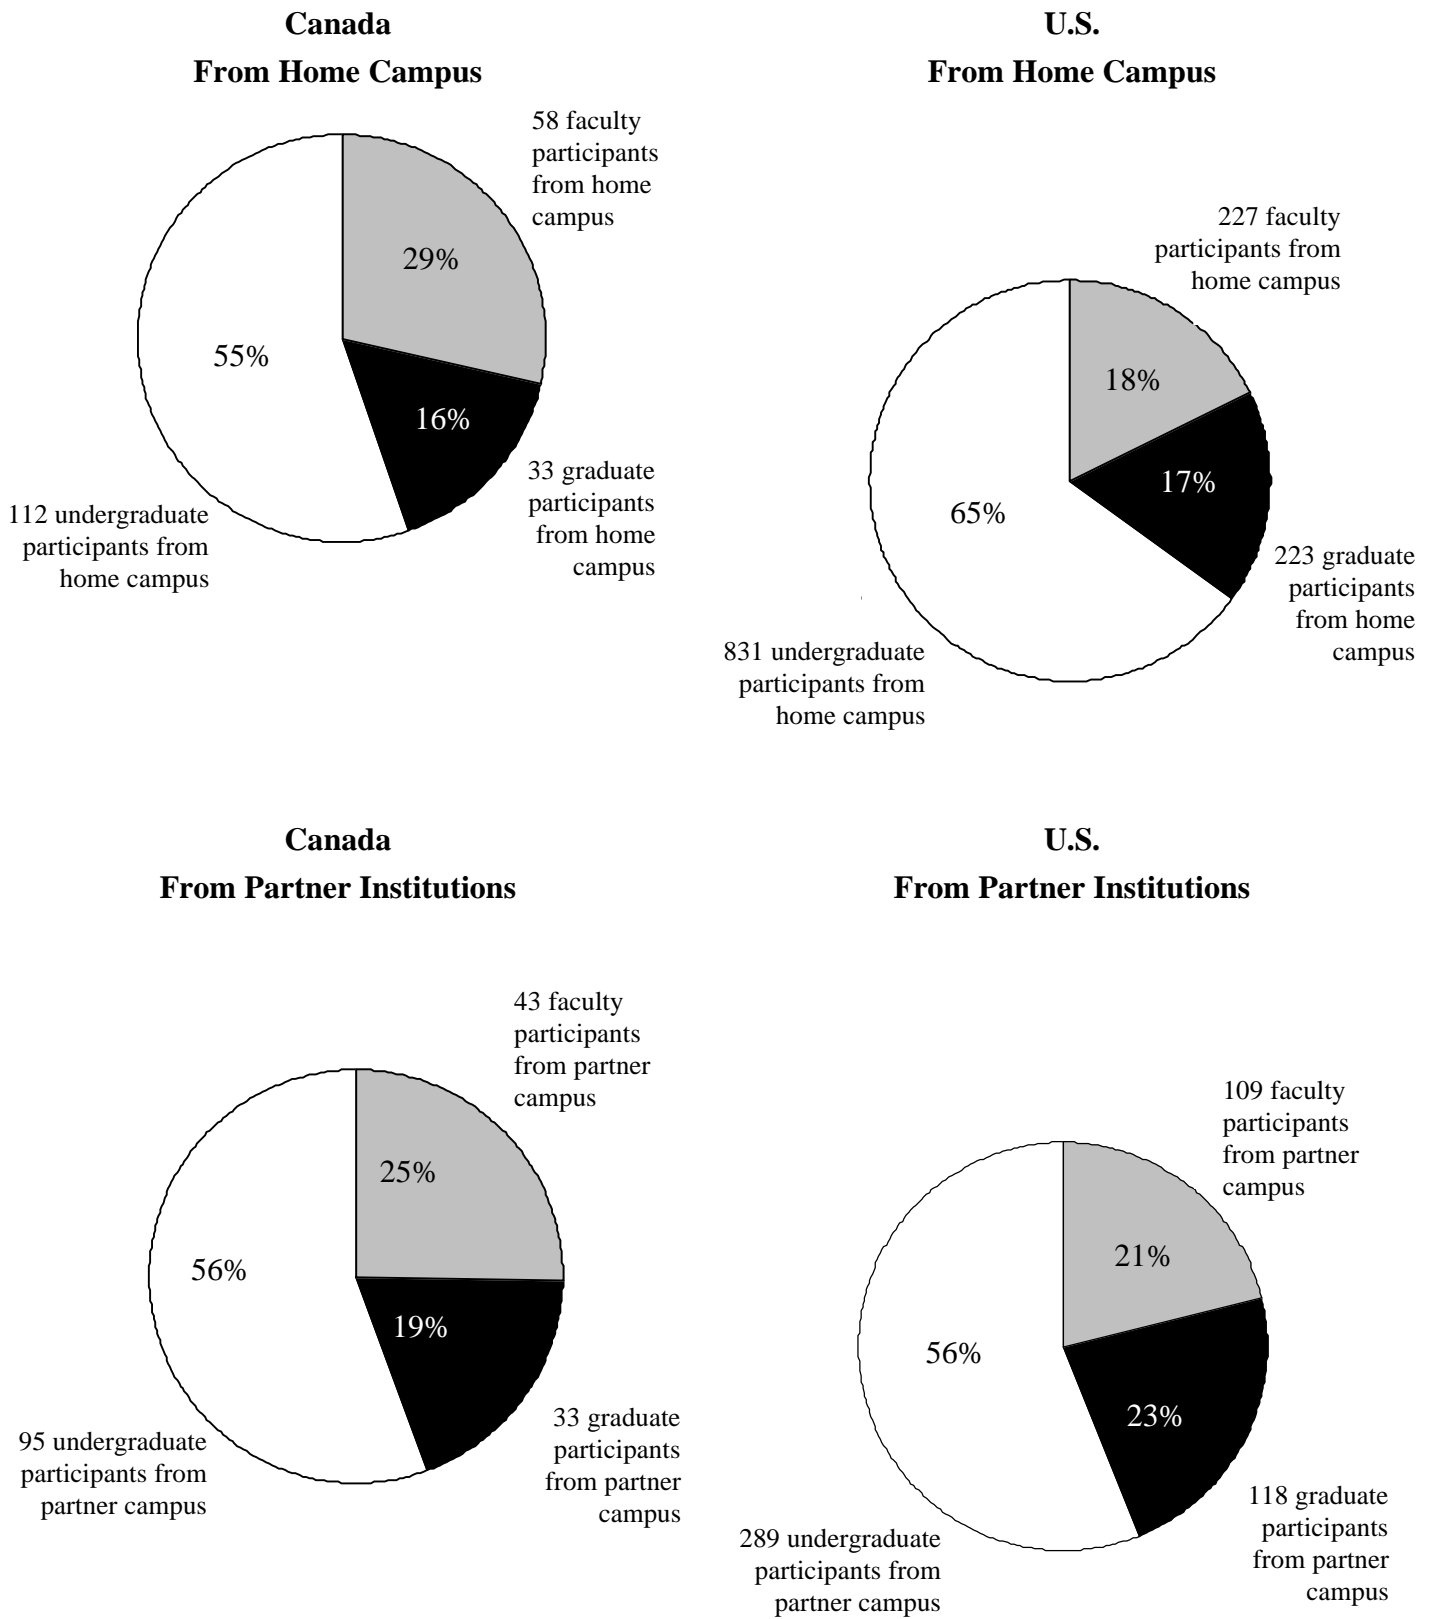 Canada
From Home Campus
58 faculty
participants
from home
campus
29%
55%
16%
33 graduate
participants
from home
campus
112 undergraduate
participants from
home campus
U.S.
From Home Campus
227 faculty
participants from
home campus
18%
17%
65%
223 graduate
participants
from home
campus
831 undergraduate
participants from
home campus
Canada
From Partner Institutions
43 faculty
participants
from partner
campus
25%
56%
19%
33 graduate
participants
from partner
campus
95 undergraduate
participants from
partner campus
U.S.
From Partner Institutions
109 faculty
participants
from partner
campus
21%
56%
23%
118 graduate
participants
from partner
campus
289 undergraduate
participants from
partner campus